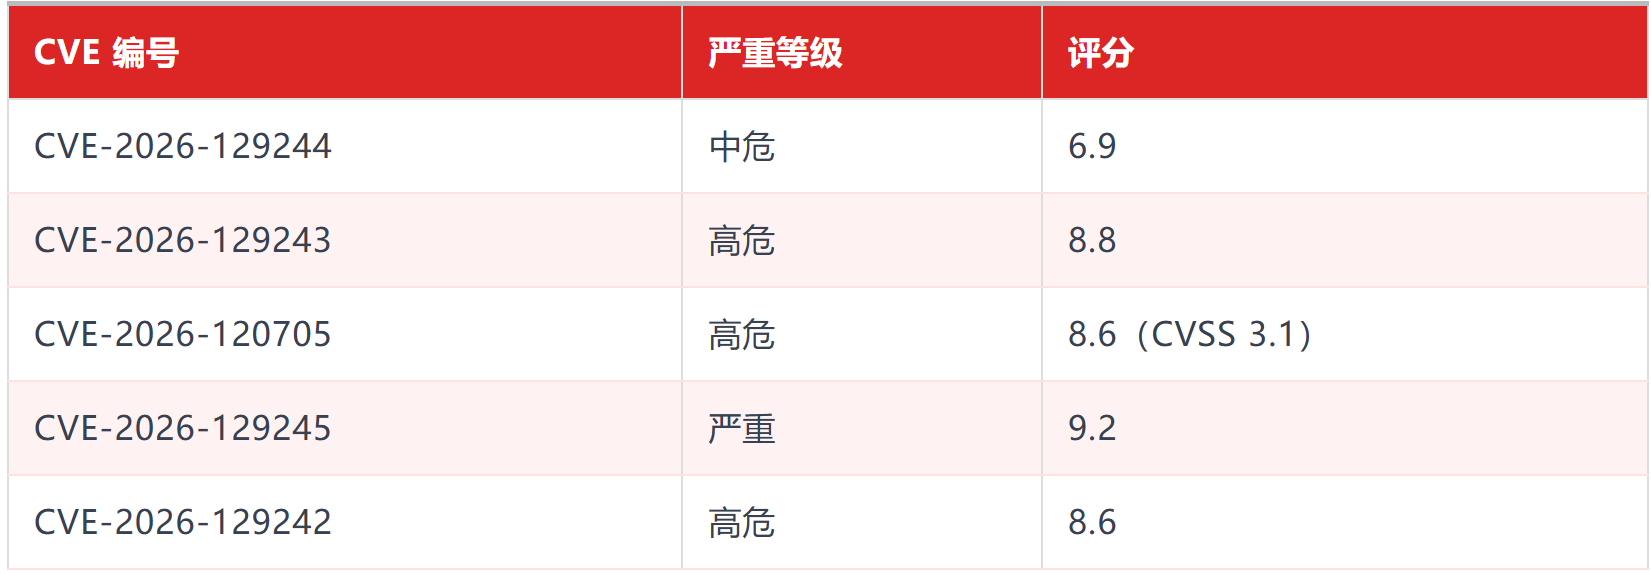 CVE 编号 严重等级 评分
CVE-2026-129244 中危 6.9
CVE-2026-129243 高危 8.8
CVE-2026-120705 高危 8.6（CVSS 3.1）
CVE-2026-129245 严重 9.2
CVE-2026-129242 高危 8.6